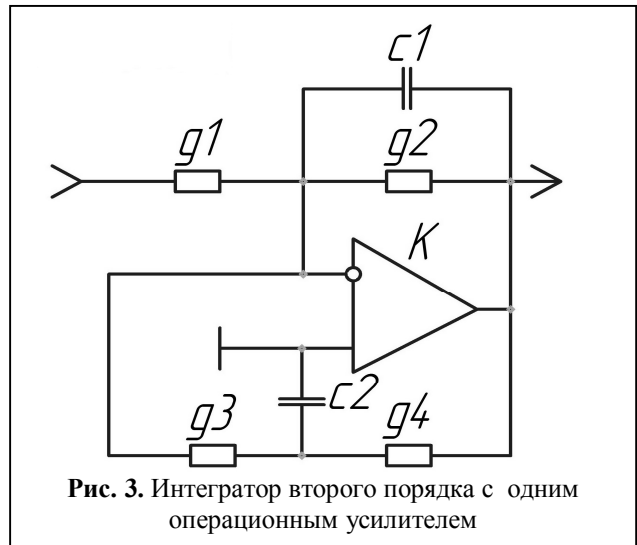 c1
g1
g2
K
c2
g3
g4
Рис. 3. Интегратор второго порядка с одним
операционным усилителем